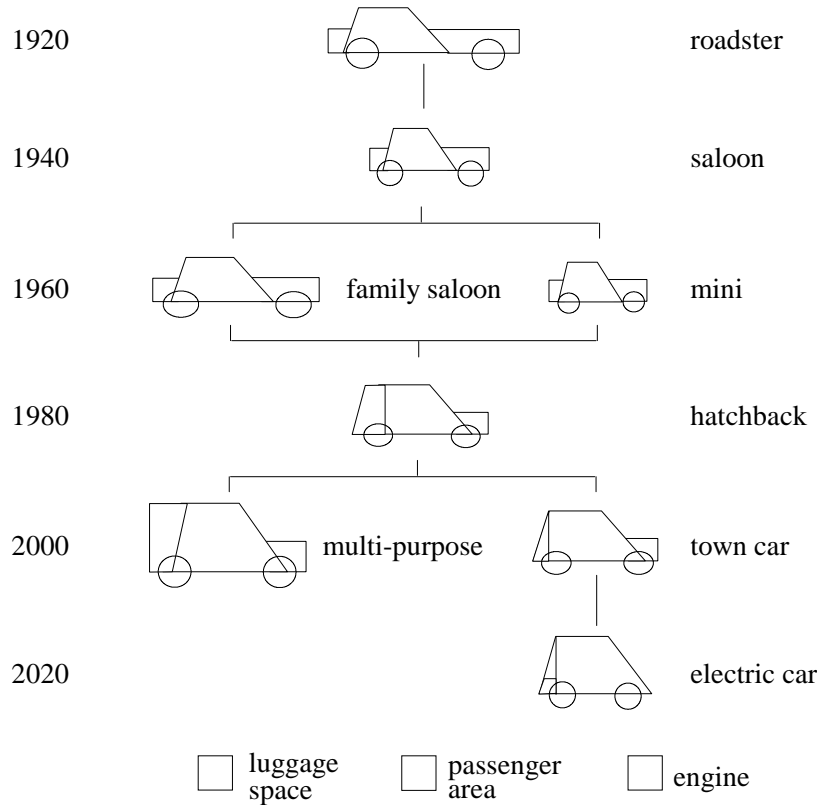 1920 roadster
1940 saloon
1960 family saloon mini
1980 hatchback
2000 multi-purpose town car
2020 electric car
luggage space passenger area engine